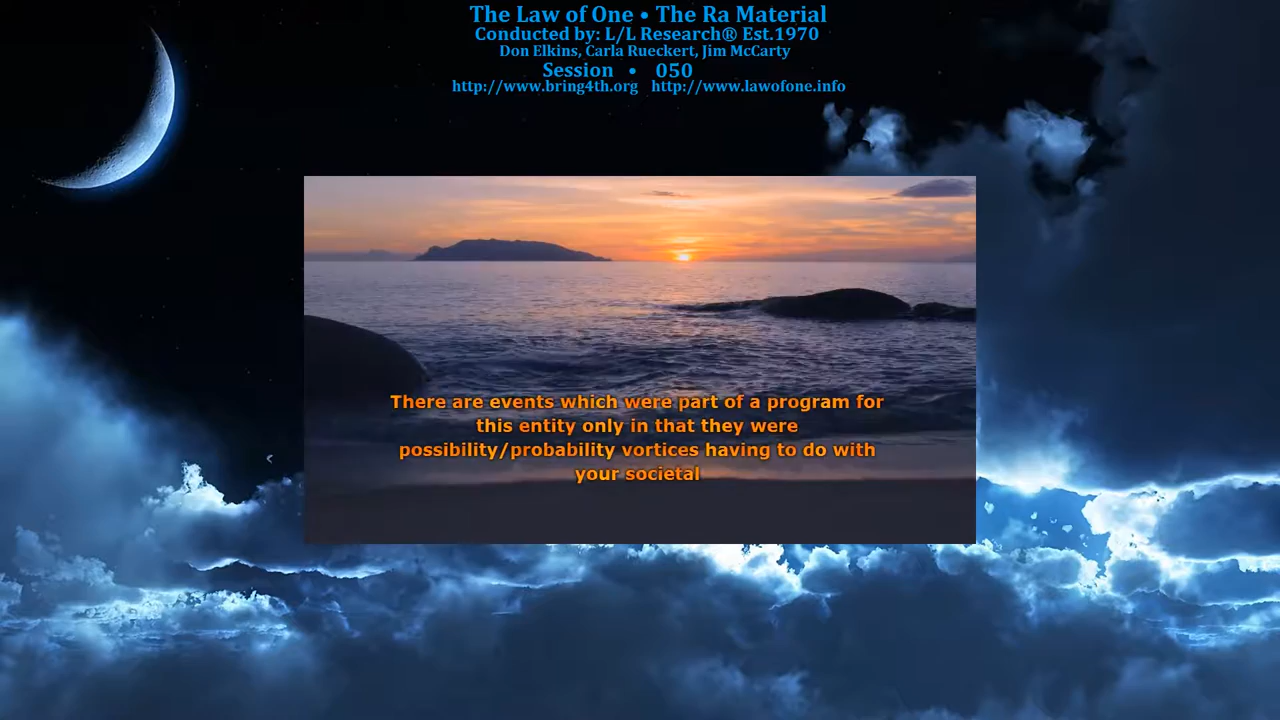 The Law of One • The Ra Material
Conducted by: L/L Research® Est.1970
Don Elkins, Carla Rueckert, Jim McCarty
Session • 050
http://www.bring4th.org http://www.lawofone.info
There are events which were part of a program for
this entity only in that they were
possibility/probability vortices having to do with
your societal